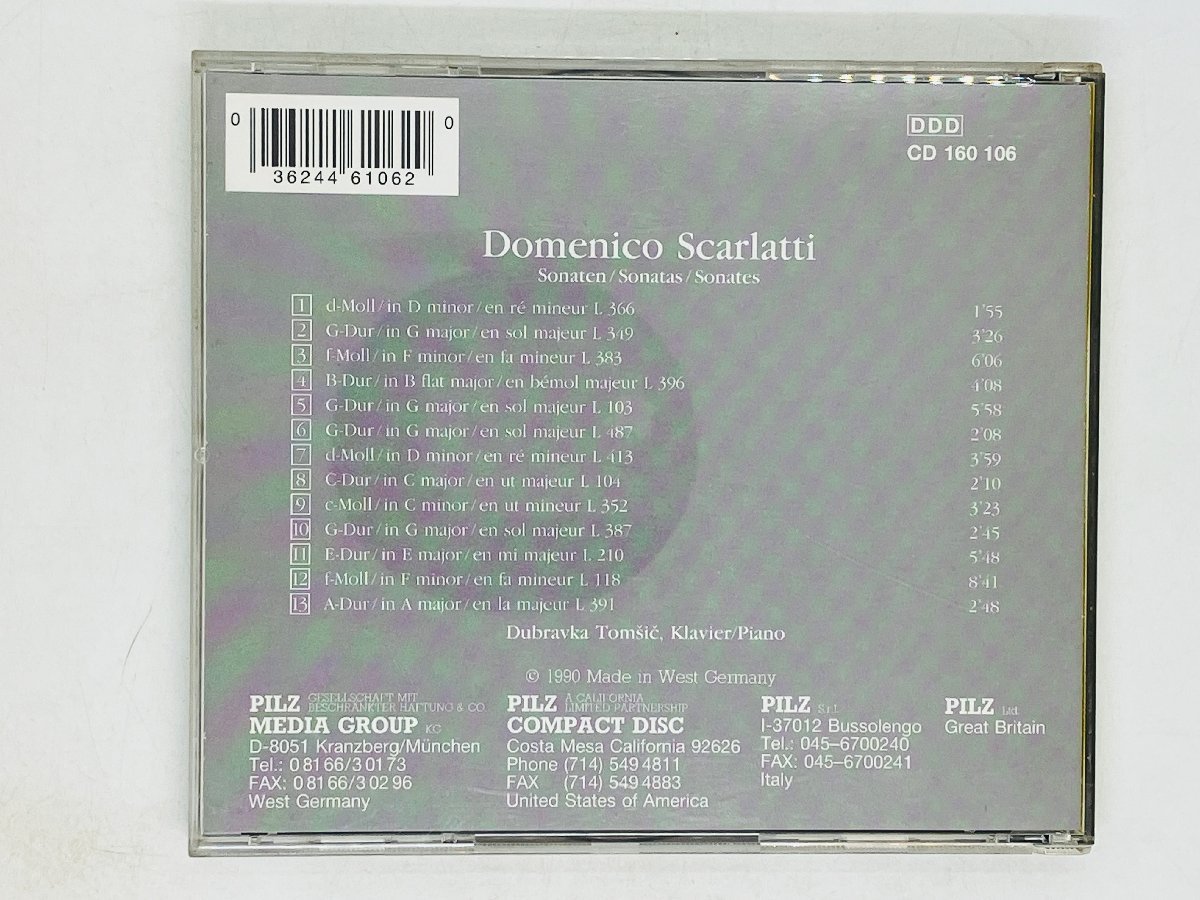 0 36244 61062 0
DDD
CD 160 106
Domenico Scarlatti
Sonaten/Sonatas/Sonates
1 d-Moll/in D minor/en ré mineur L 366 1'55
2 G-Dur/in G major/en sol majeur L 349 3'26
3 f-Moll/in F minor/en fa mineur L 383 6'06
4 B-Dur/in B flat major/en bémol majeur L 396 4'08
5 G-Dur/in G major/en sol majeur L 103 5'58
6 G-Dur/in G major/en sol majeur L 487 2'08
7 d-Moll/in D minor/en ré mineur L 413 3'59
8 C-Dur/in C major/en ut majeur L 104 2'10
9 c-Moll/in C minor/en ut mineur L 352 3'23
10 G-Dur/in G major/en sol majeur L 387 2'45
11 E-Dur/in E major/en mi majeur L 210 5'48
12 f-Moll/in F minor/en fa mineur L 118 8'41
13 A-Dur/in A major/en la majeur L 391 2'48
Dubravka Tomšič, Klavier/Piano
© 1990 Made in West Germany
PILZ GESELLSCHAFT MIT BESCHRÄNKTER HAFTUNG & CO.
MEDIA GROUP KG
D-8051 Kranzberg/München
Tel.: 0 81 66/3 01 73
FAX: 0 81 66/3 02 96
West Germany
PILZ A CALIFORNIA LIMITED PARTNERSHIP
COMPACT DISC
Costa Mesa California 92626
Phone (714) 549 4811
FAX (714) 549 4883
United States of America
PILZ S.r.l.
I-37012 Bussolengo
Tel.: 045-6700240
FAX: 045-6700241
Italy
PILZ Ltd.
Great Britain